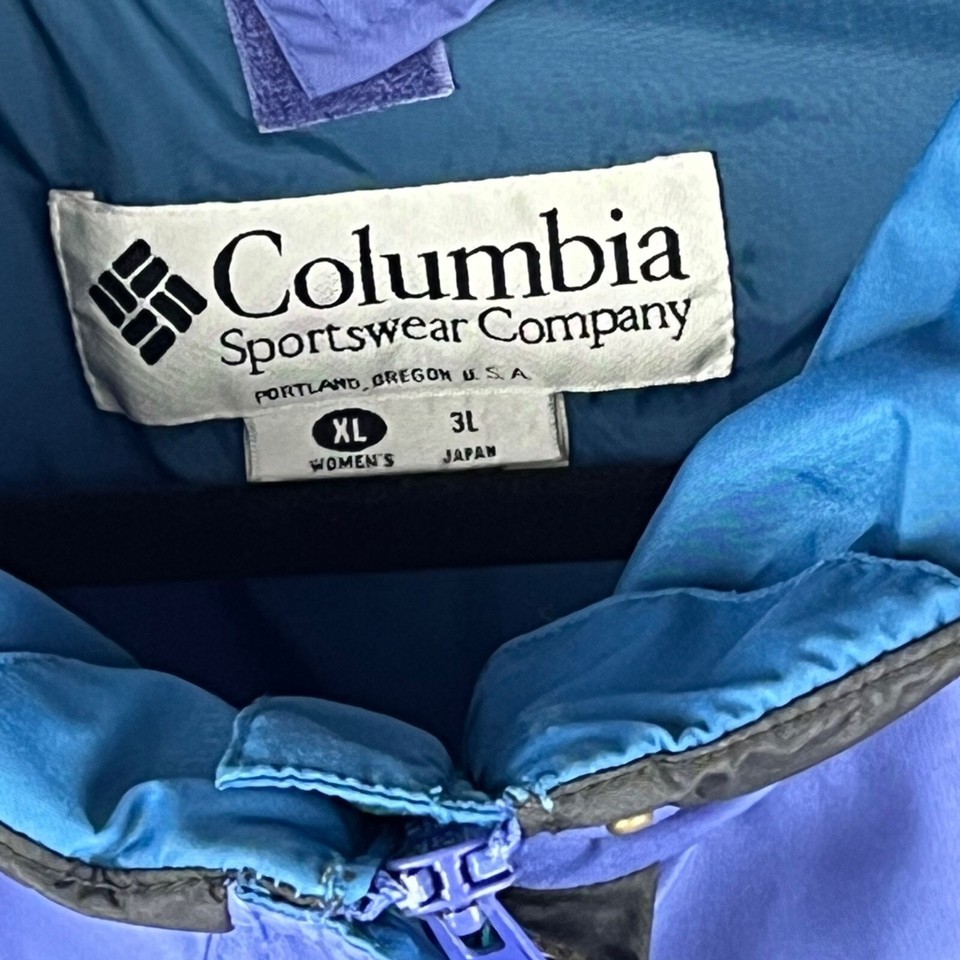 Columbia
Sportswear Company
PORTLAND, OREGON U.S.A.
XL 3L
WOMEN'S JAPAN